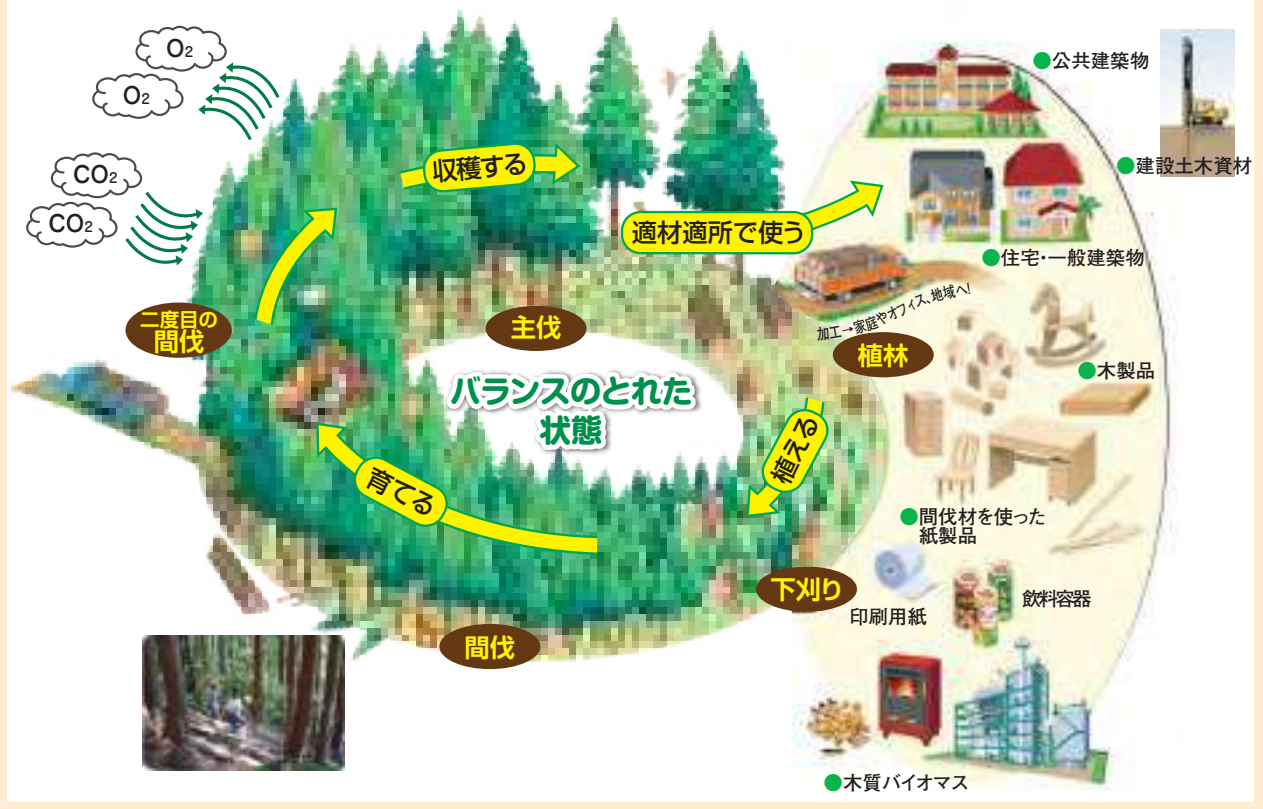 O₂
O₂
CO₂
CO₂
収穫する
適材適所で使う
二度目の
間伐
主伐
バランスのとれた
状態
植林
植える
育てる
下刈り
間伐
加工→家庭やオフィス、地域へ!
●公共建築物
●建設土木資材
●住宅・一般建築物
●木製品
●間伐材を使った
紙製品
印刷用紙
飲料容器
●木質バイオマス